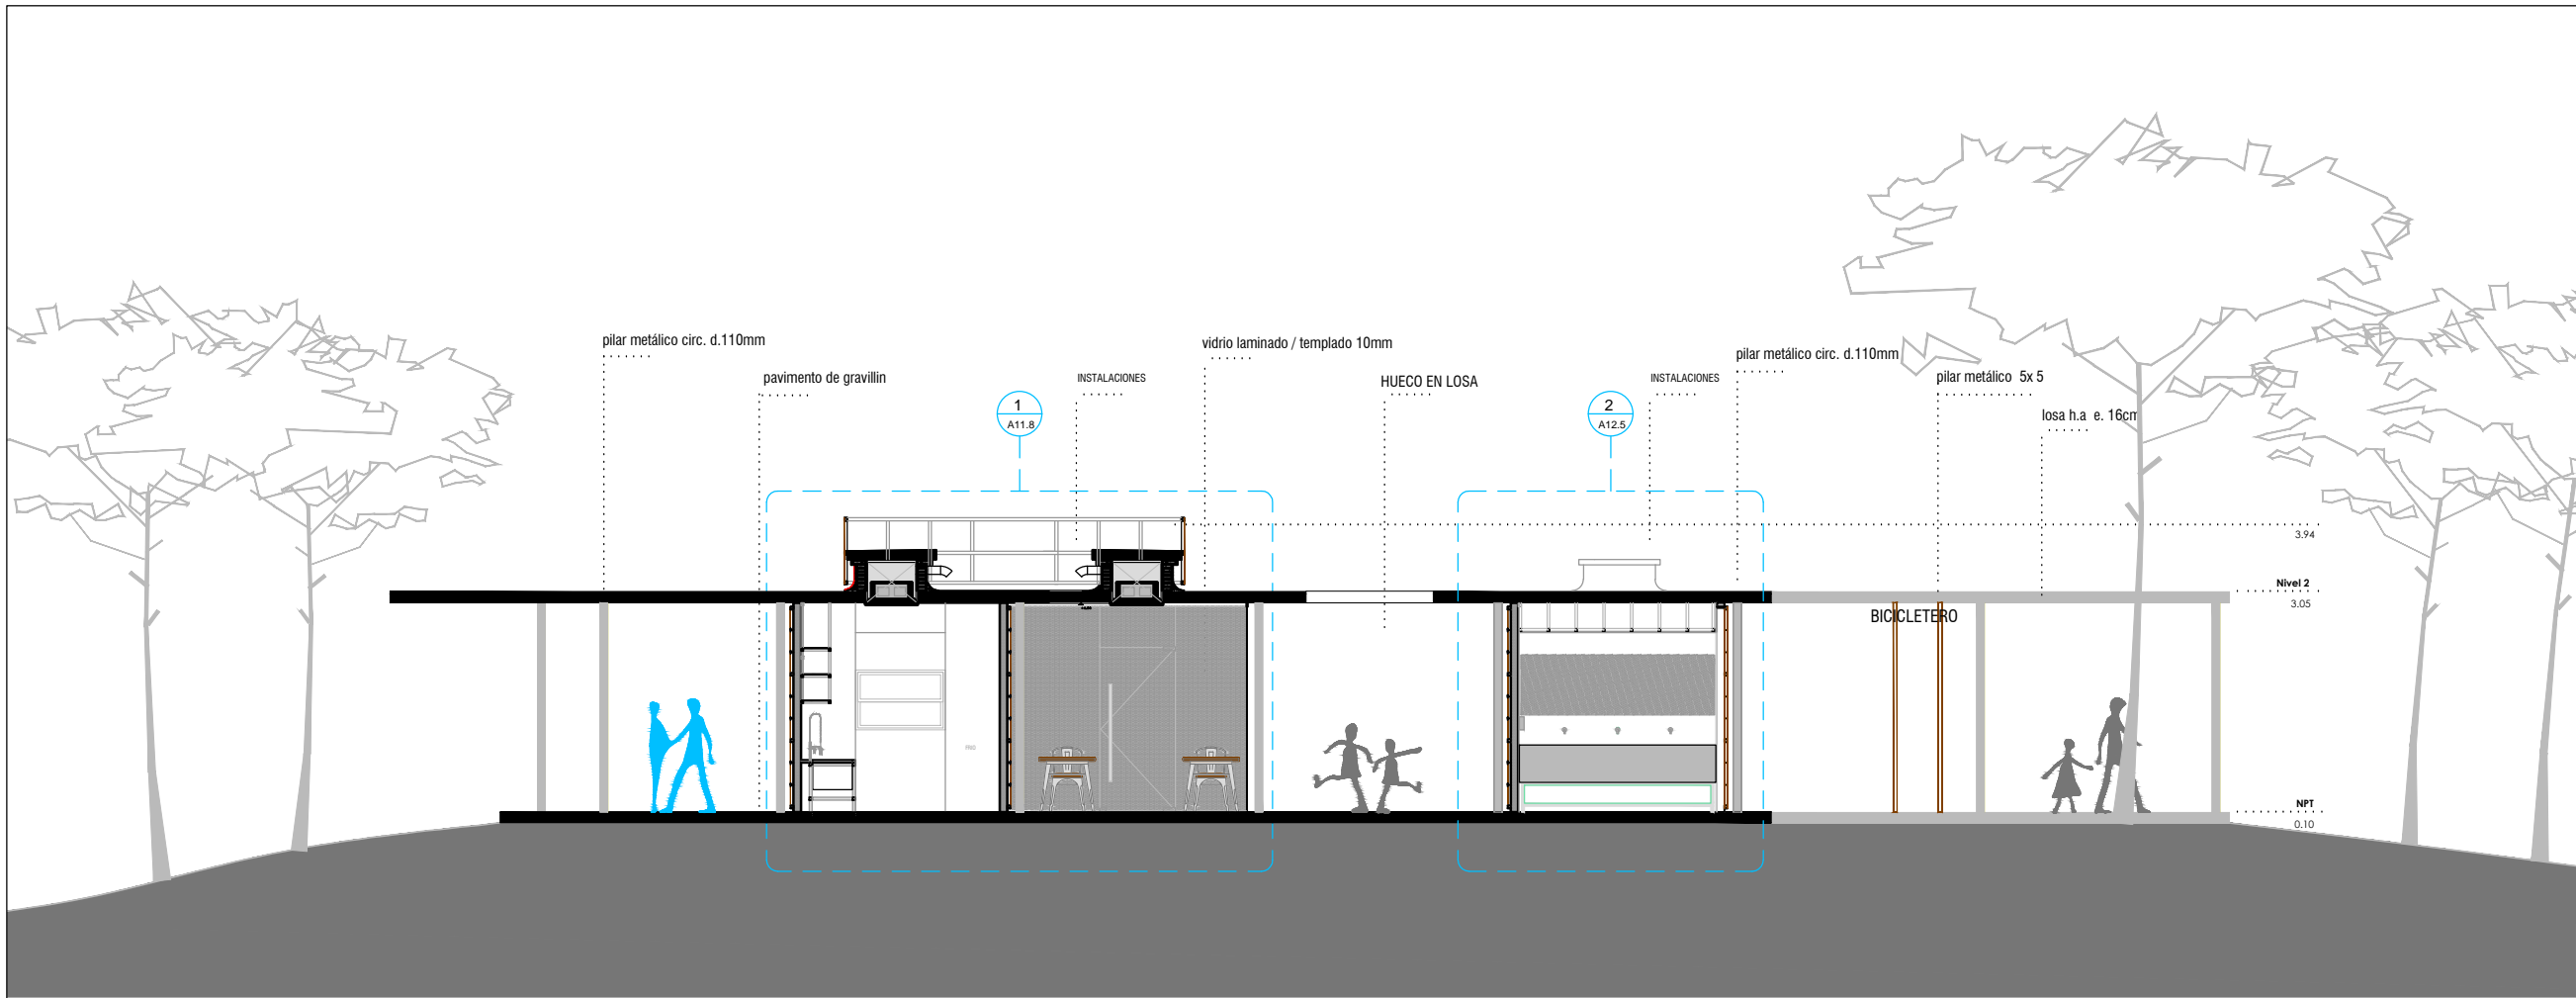 pilar metálico circ. d.110mm
vidrio laminado / templado 10mm
pilar metálico circ. d.110mm
pavimento de gravillin
INSTALACIONES
HUECO EN LOSA
INSTALACIONES
pilar metálico 5x 5
1
A11.8
2
A12.5
losa h.a e. 16cm
3.94
Nivel 2
3.05
BICICLETERO
FRIO
NPT
0.10